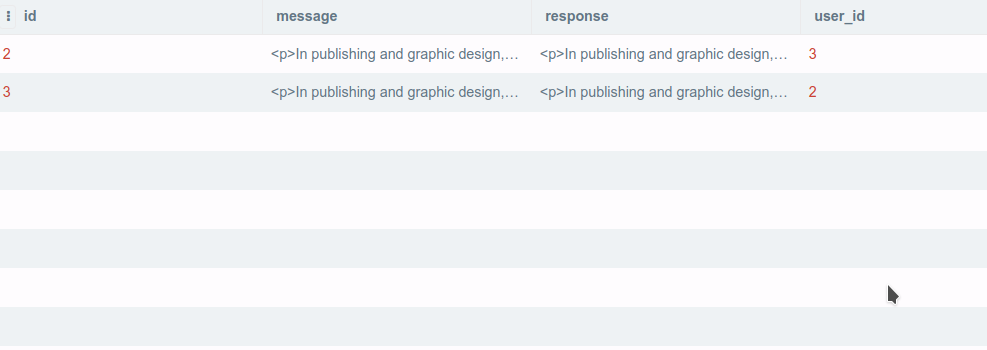 id message response user_id
2 <p>In publishing and graphic design,… <p>In publishing and graphic design,… 3
3 <p>In publishing and graphic design,… <p>In publishing and graphic design,… 2